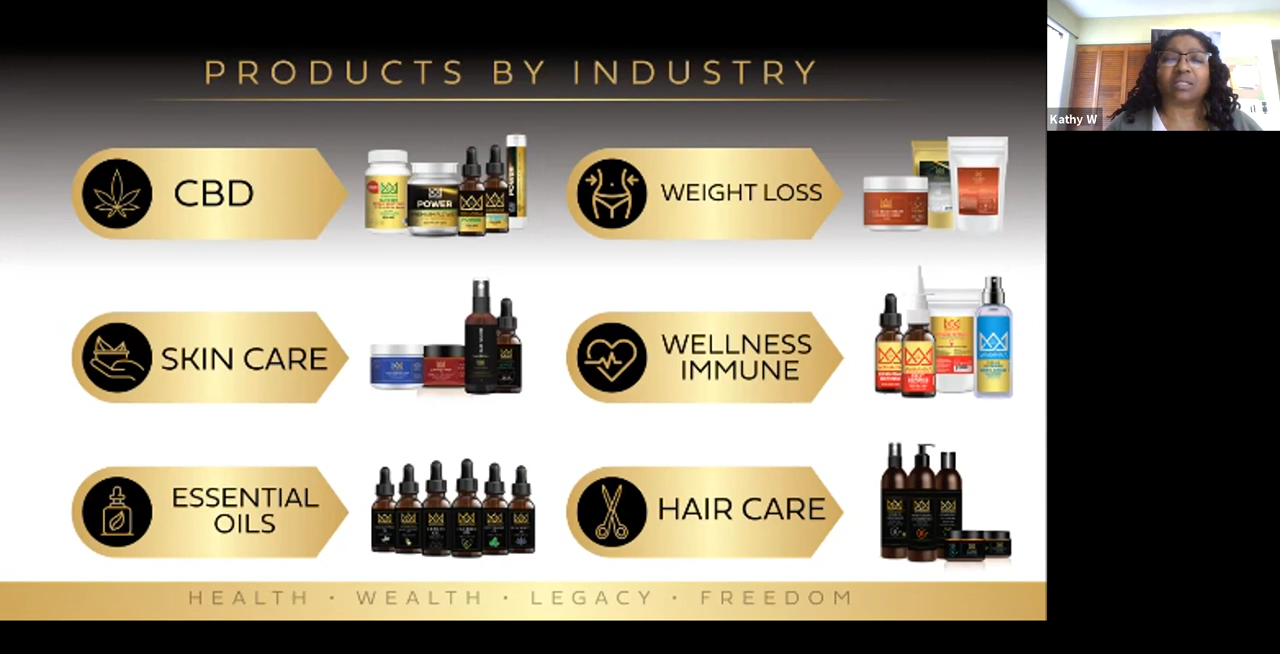 PRODUCTS BY INDUSTRY
Kathy W
CBD
POWER
WEIGHT LOSS
SKIN CARE
WELLNESS
IMMUNE
ESSENTIAL
OILS
HAIR CARE
HEALTH • WEALTH • LEGACY • FREEDOM